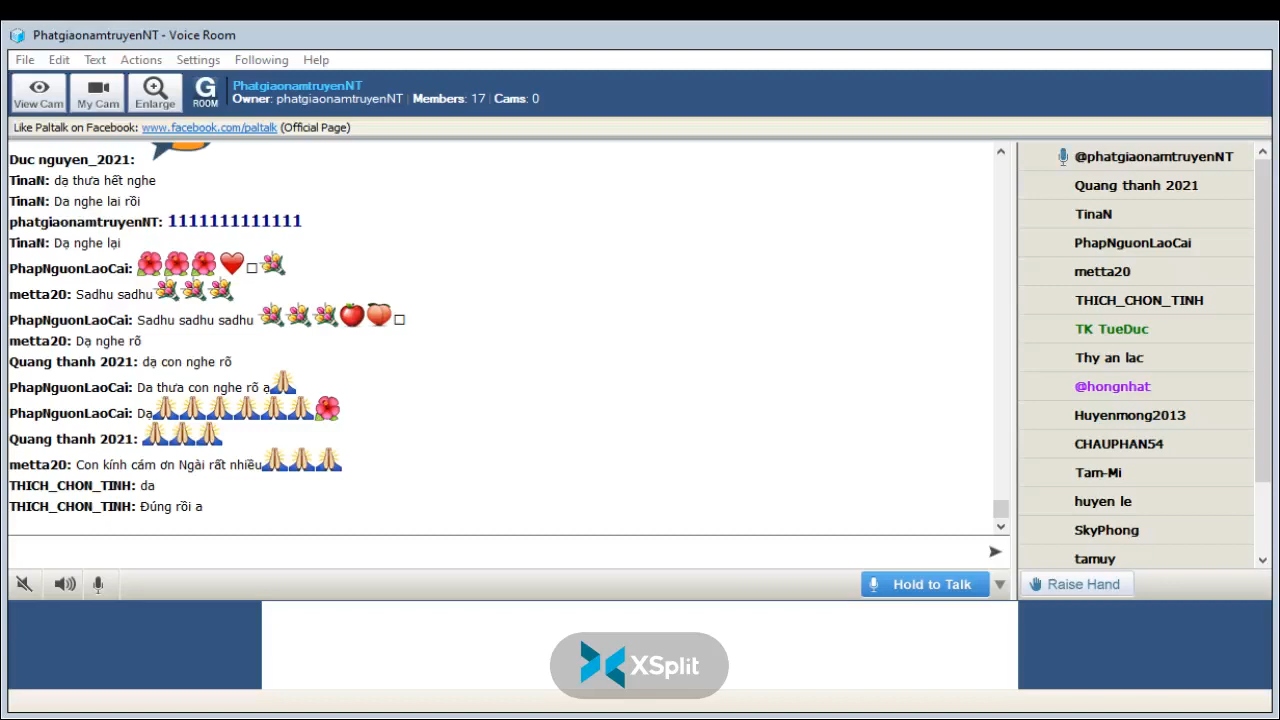 PhatgiaonamtruyenNT - Voice Room
File Edit Text Actions Settings Following Help
View Cam My Cam Enlarge G ROOM
PhatgiaonamtruyenNT
Owner: phatgiaonamtruyenNT | Members: 17 | Cams: 0
Like Paltalk on Facebook: www.facebook.com/paltalk (Official Page)
Duc nguyen_2021:
TinaN: dạ thưa hết nghe
TinaN: Da nghe lai rồi
phatgiaonamtruyenNT: 1111111111111
TinaN: Dạ nghe lại
PhapNguonLaoCai:
metta20: Sadhu sadhu
PhapNguonLaoCai: Sadhu sadhu sadhu
metta20: Dạ nghe rõ
Quang thanh 2021: dạ con nghe rõ
PhapNguonLaoCai: Da thưa con nghe rõ ạ
PhapNguonLaoCai: Dạ
Quang thanh 2021:
metta20: Con kính cám ơn Ngài rất nhiều
THICH_CHON_TINH: da
THICH_CHON_TINH: Đúng rồi a
@phatgiaonamtruyenNT
Quang thanh 2021
TinaN
PhapNguonLaoCai
metta20
THICH_CHON_TINH
TK TueDuc
Thy an lac
@hongnhat
Huyenmong2013
CHAUPHAN54
Tam-Mi
huyen le
SkyPhong
tamuy
Hold to Talk
Raise Hand
XSplit